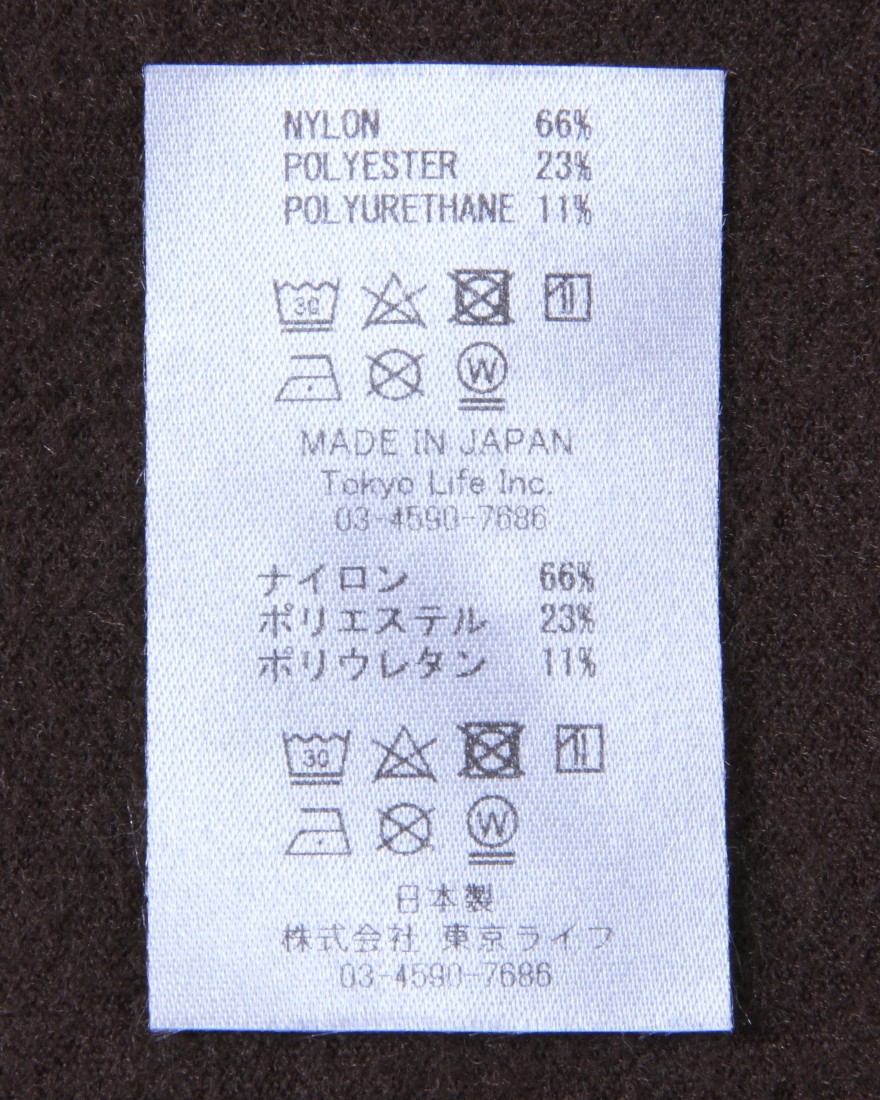 NYLON 66%
POLYESTER 23%
POLYURETHANE 11%
30
W
MADE IN JAPAN
Tokyo Life Inc.
03-4590-7686
ナイロン 66%
ポリエステル 23%
ポリウレタン 11%
30
W
日本製
株式会社 東京ライフ
03-4590-7686